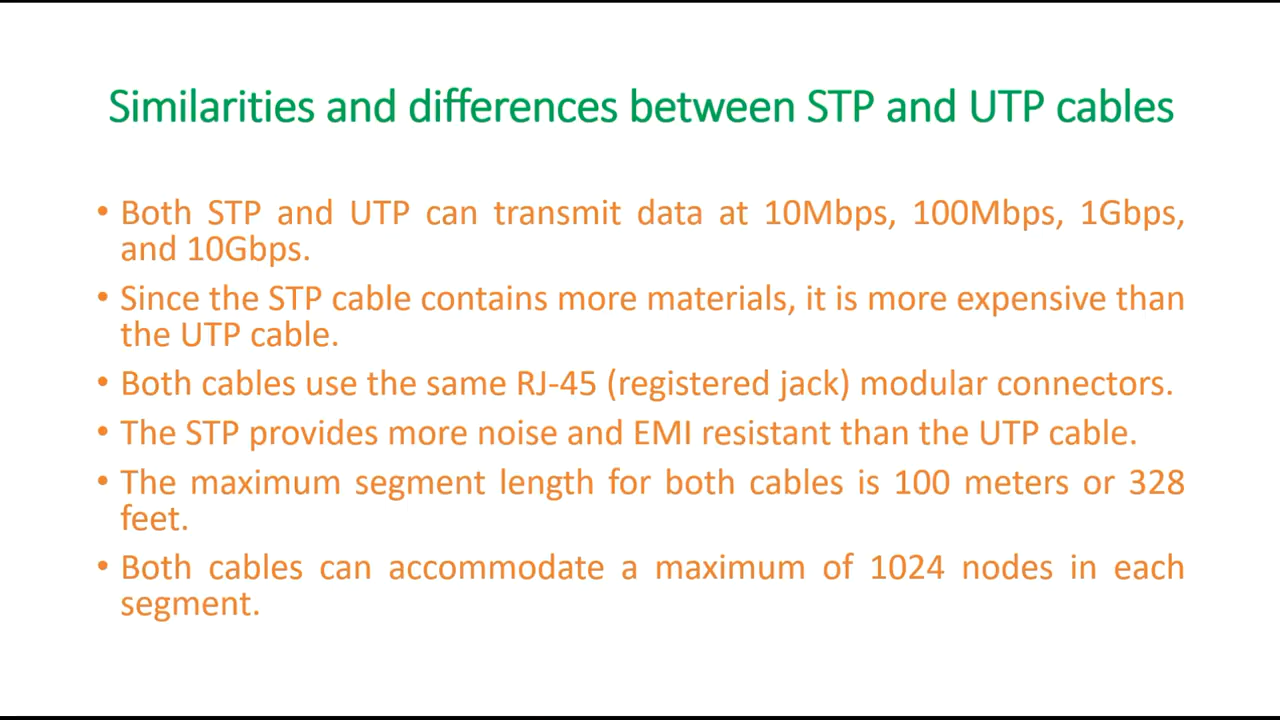 Similarities and differences between STP and UTP cables
• Both STP and UTP can transmit data at 10Mbps, 100Mbps, 1Gbps,
and 10Gbps.
• Since the STP cable contains more materials, it is more expensive than
the UTP cable.
• Both cables use the same RJ-45 (registered jack) modular connectors.
• The STP provides more noise and EMI resistant than the UTP cable.
• The maximum segment length for both cables is 100 meters or 328
feet.
• Both cables can accommodate a maximum of 1024 nodes in each
segment.